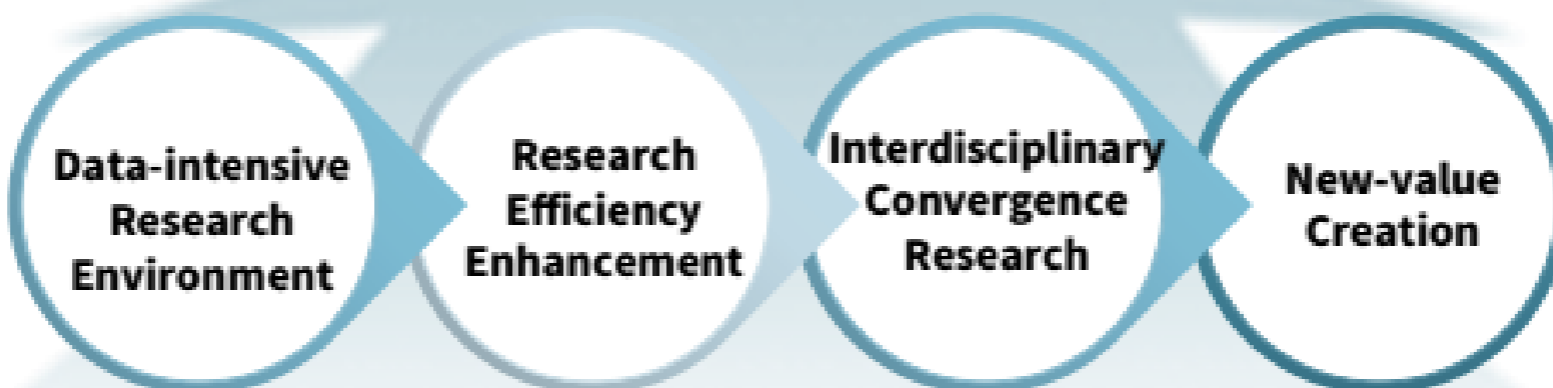 Data-intensive
Research
Environment
Research
Efficiency
Enhancement
Interdisciplinary
Convergence
Research
New-value
Creation